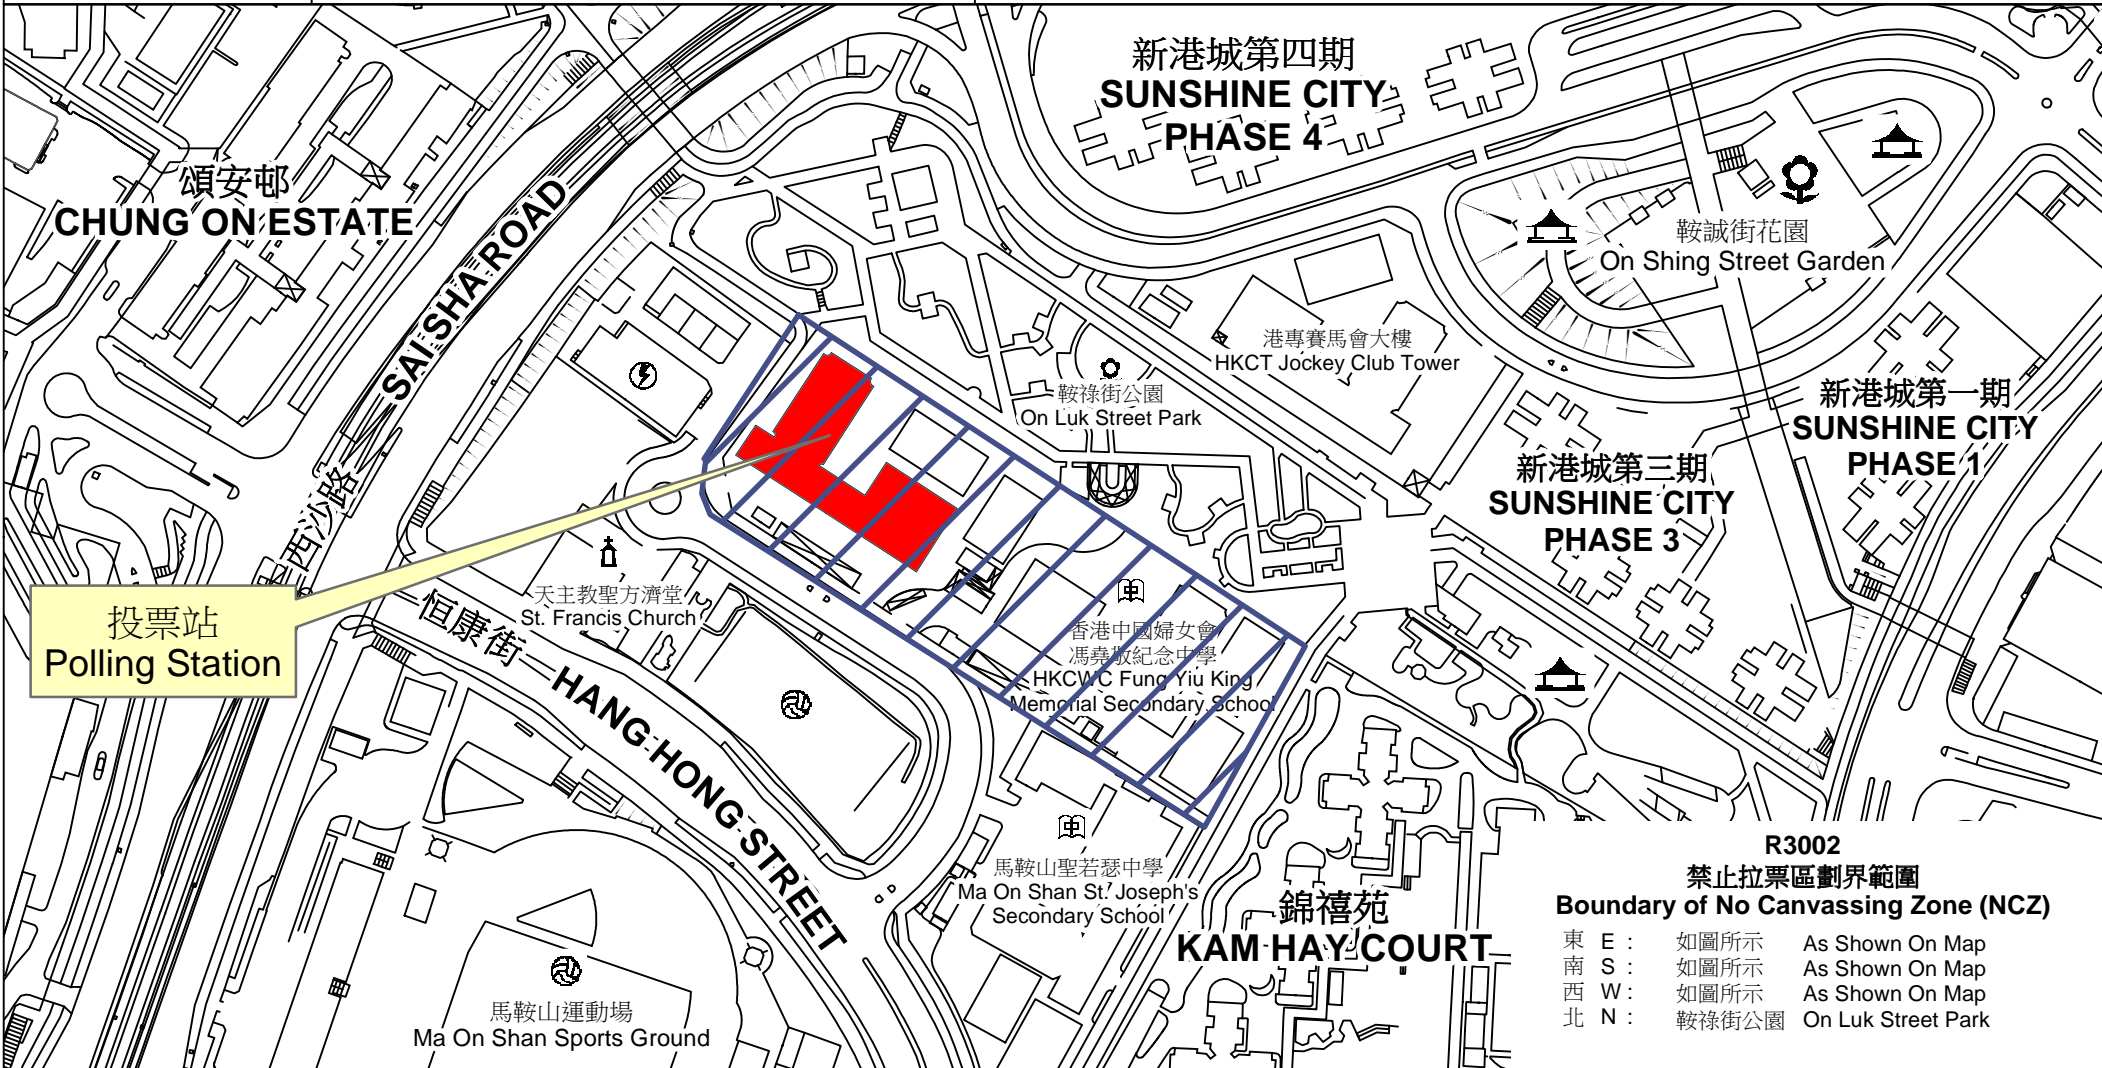 新港城第四期
SUNSHINE CITY
PHASE 4
頌安邨
CHUNG ON ESTATE
SAI SHA ROAD
西沙路
鞍誠街花園
On Shing Street Garden
港專賽馬會大樓
HKCT Jockey Club Tower
鞍祿街公園
On Luk Street Park
新港城第一期
SUNSHINE CITY
PHASE 1
新港城第三期
SUNSHINE CITY
PHASE 3
天主教聖方濟堂
St. Francis Church
投票站
Polling Station
恒康街
HANG HONG STREET
香港中國婦女會
馮堯敬紀念中學
HKCWC Fung Yiu King
Memorial Secondary School
馬鞍山聖若瑟中學
Ma On Shan St. Joseph's
Secondary School
錦禧苑
KAM HAY COURT
馬鞍山運動場
Ma On Shan Sports Ground
R3002
禁止拉票區劃界範圍
Boundary of No Canvassing Zone (NCZ)
東 E : 如圖所示 As Shown On Map
南 S : 如圖所示 As Shown On Map
西 W : 如圖所示 As Shown On Map
北 N : 鞍祿街公園 On Luk Street Park